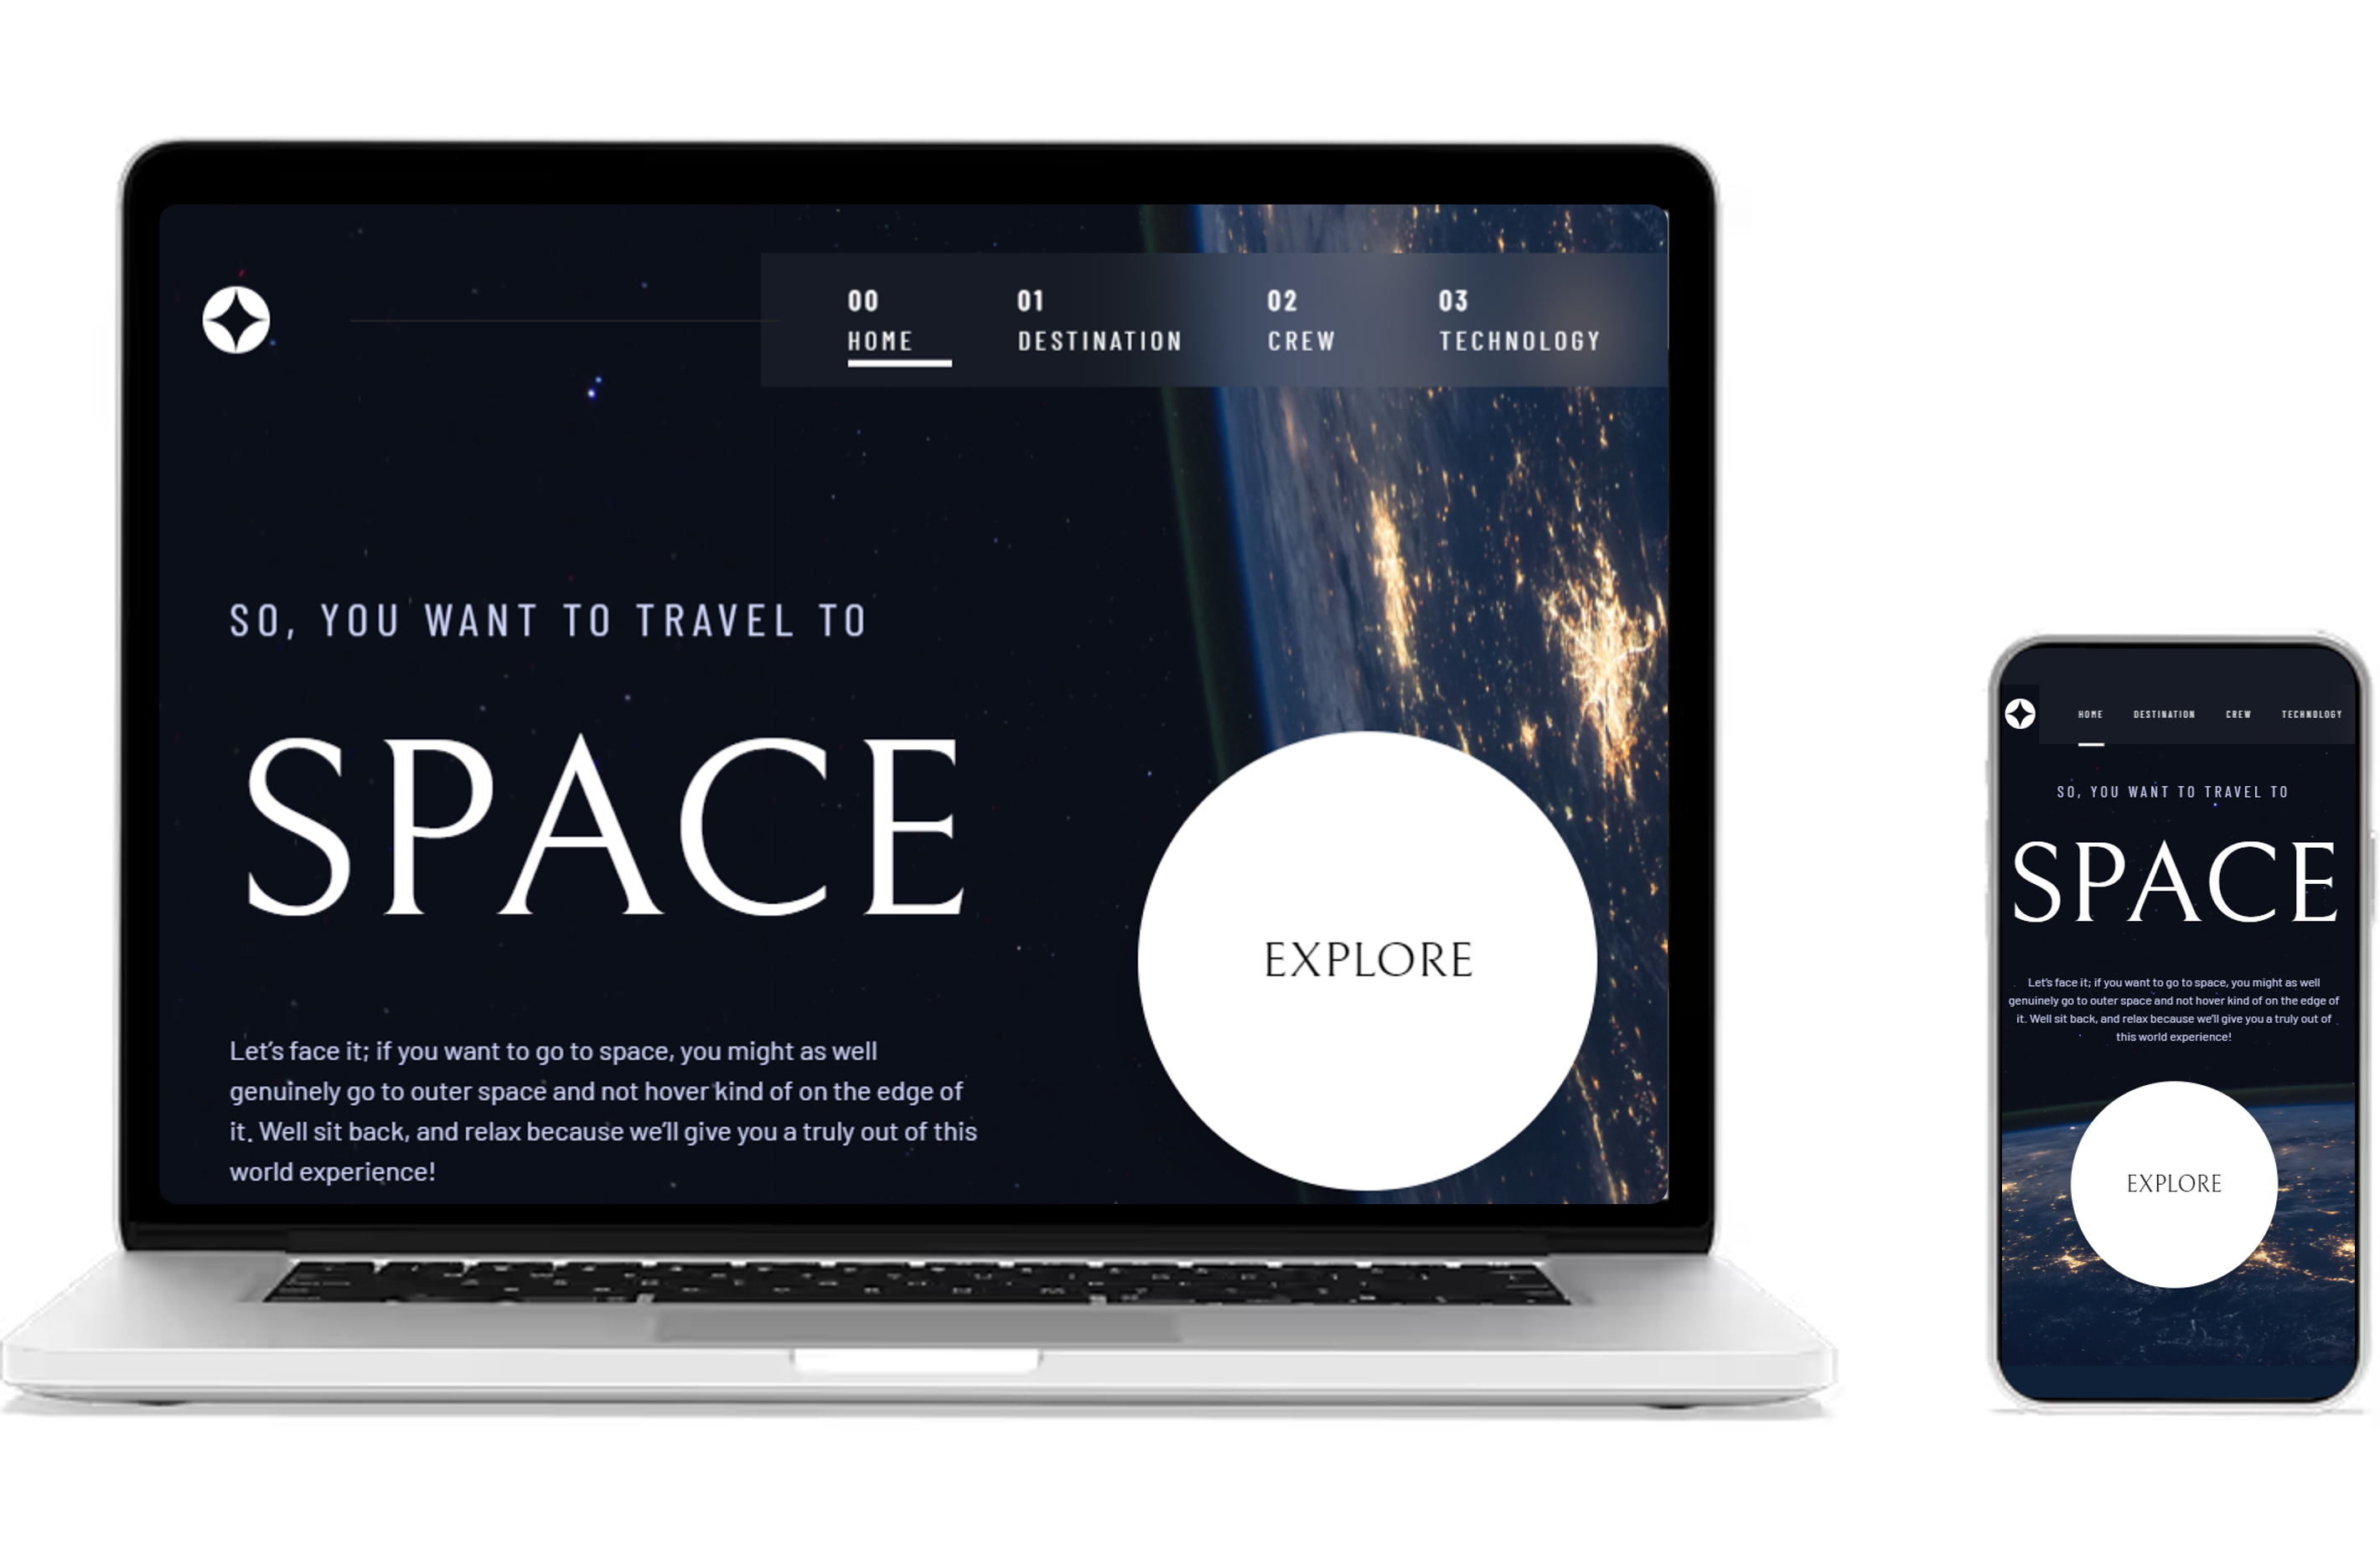 00 01 02 03
HOME DESTINATION CREW TECHNOLOGY
SO, YOU WANT TO TRAVEL TO
SPACE
EXPLORE
Let's face it; if you want to go to space, you might as well
genuinely go to outer space and not hover kind of on the edge of
it. Well sit back, and relax because we'll give you a truly out of this
world experience!
HOME DESTINATION CREW TECHNOLOGY
SO, YOU WANT TO TRAVEL TO
SPACE
Let's face it; if you want to go to space, you might as well
genuinely go to outer space and not hover kind of on the edge of
it. Well sit back, and relax because we'll give you a truly out of
this world experience!
EXPLORE